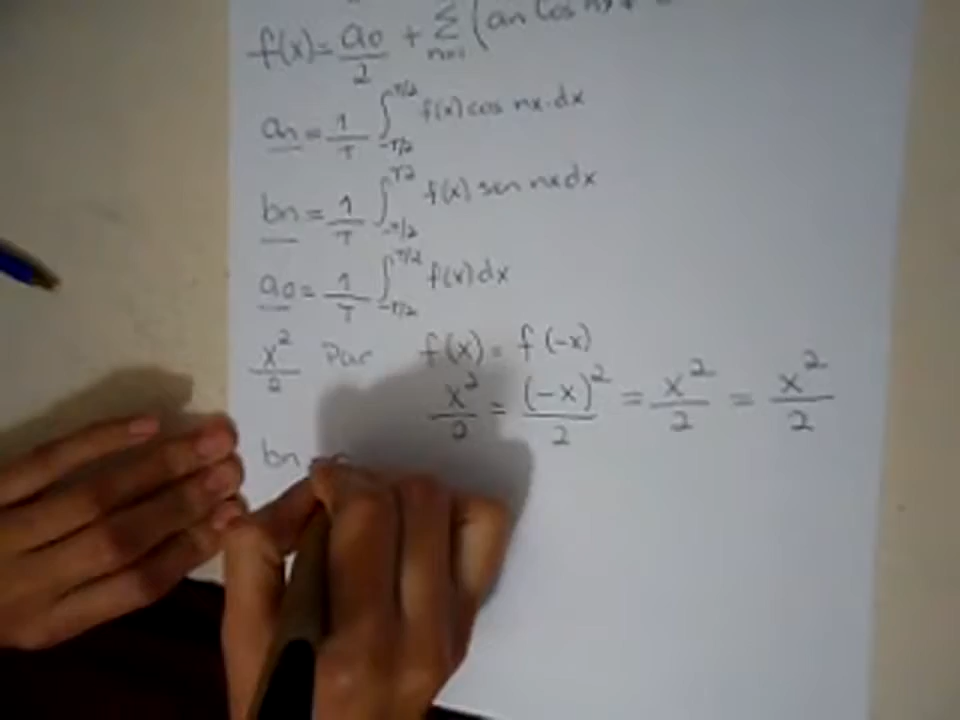 f(x)= a0/2 + ∑ n=1 (an cos nx +
an = 1/T ∫ -T/2 T/2 f(x) cos nx.dx
bn = 1/T ∫ -T/2 T/2 f(x) sen nx dx
a0 = 1/T ∫ -T/2 T/2 f(x) dx
x²/2 Par f(x) = f(-x)
x²/2 = (-x)²/2 = x²/2 = x²/2
bn